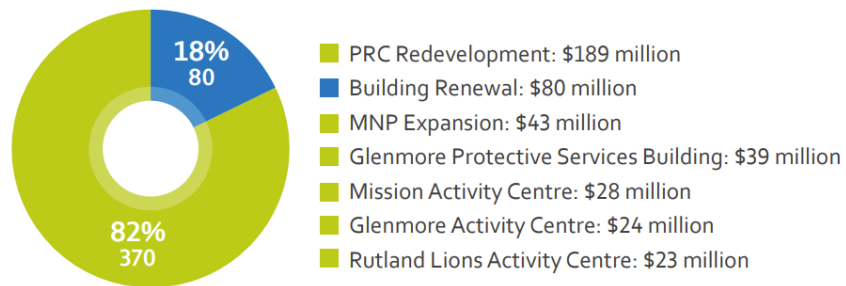 18%
80
82%
370
PRC Redevelopment: $189 million
Building Renewal: $80 million
MNP Expansion: $43 million
Glenmore Protective Services Building: $39 million
Mission Activity Centre: $28 million
Glenmore Activity Centre: $24 million
Rutland Lions Activity Centre: $23 million